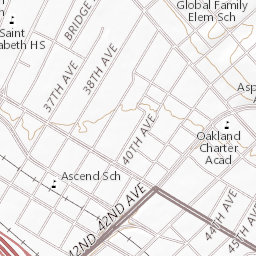 Global Family
Elem Sch
Saint
abeth HS
BRIDGE
37TH AVE
38TH AVE
Asp
40TH AVE
Oakland
Charter
Acad
Ascend Sch
42ND 42ND AVE
44TH AVE
45TH AVE